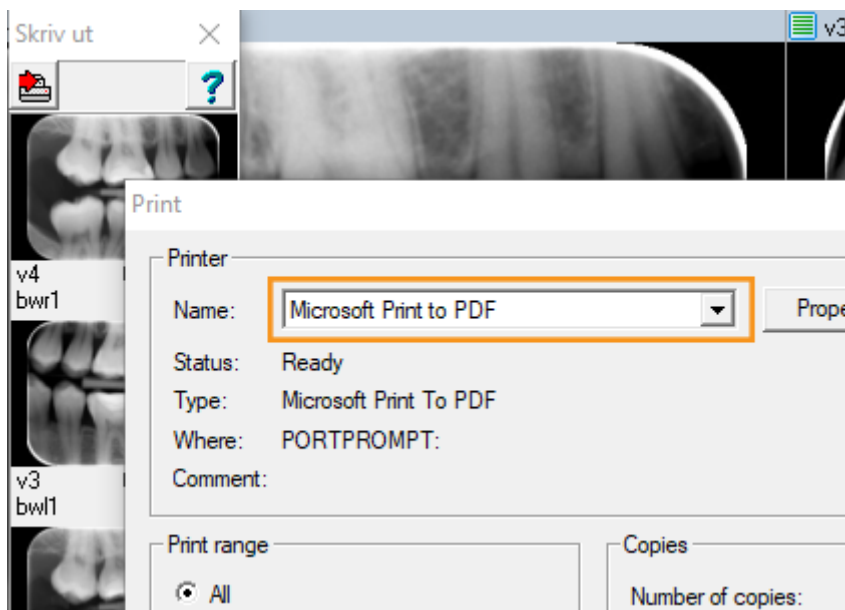 Skriv ut
v3
v4
bwr1
v3
bwl1
Print
Printer
Name: Microsoft Print to PDF
Status: Ready
Type: Microsoft Print To PDF
Where: PORTPROMPT:
Comment:
Print range
All
Copies
Number of copies: